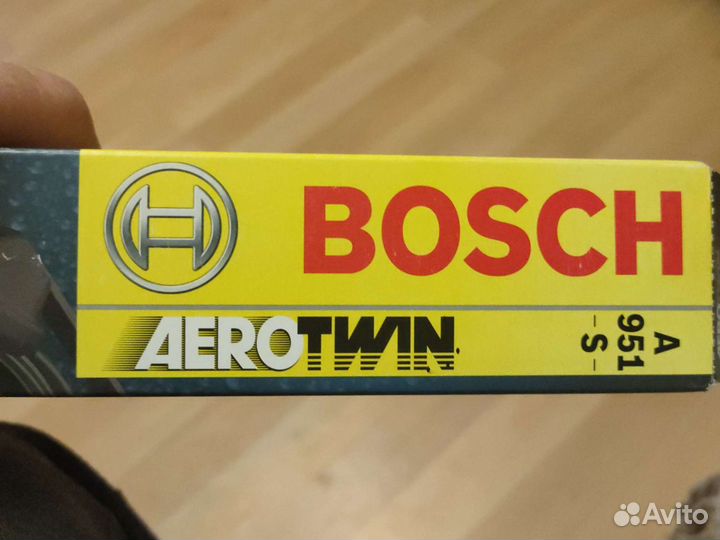 BOSCH
AEROTWIN
A
951
- S -
Avito